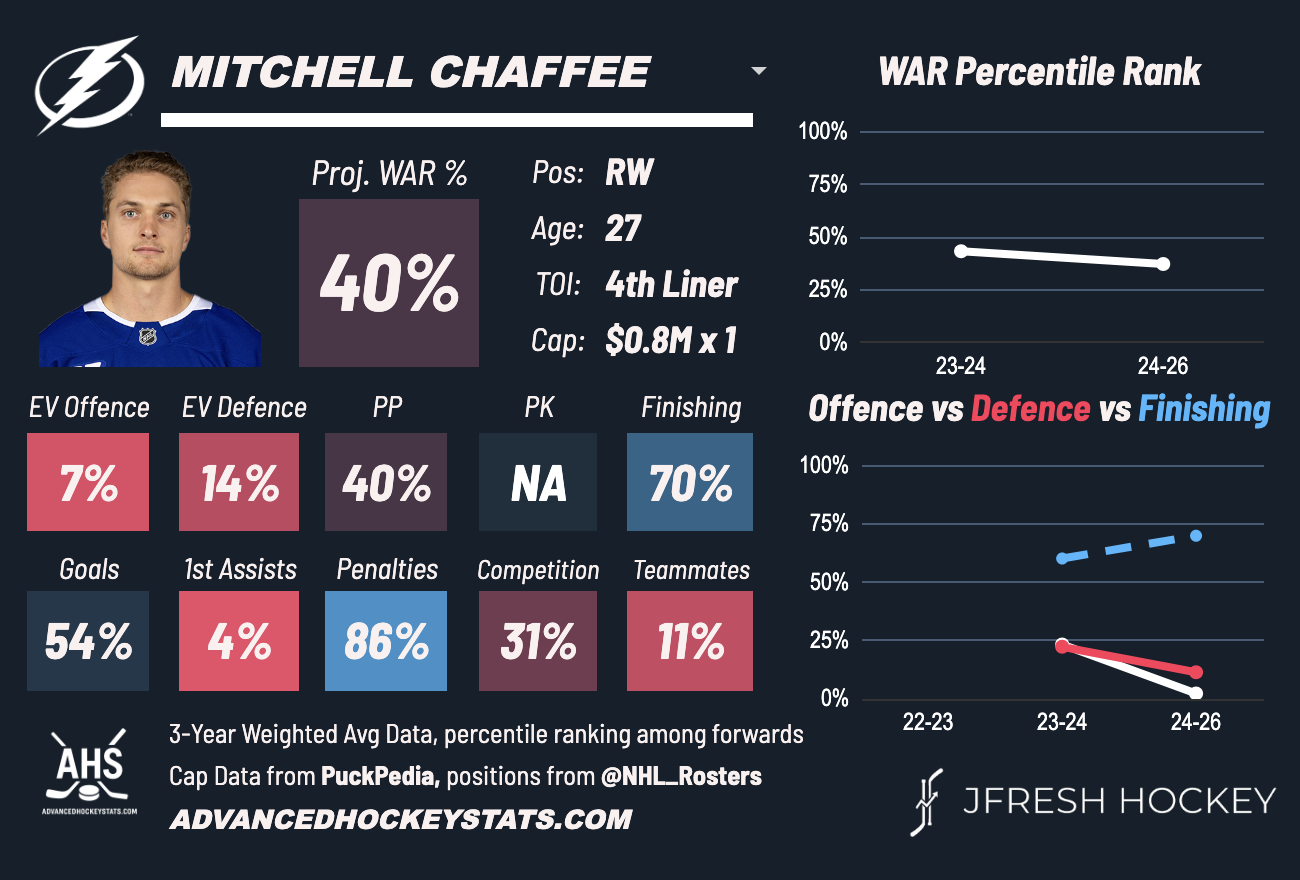 MITCHELL CHAFFEE
Proj. WAR %
40%
Pos: RW
Age: 27
TOI: 4th Liner
Cap: $0.8M x 1
EV Offence EV Defence PP PK Finishing
7% 14% 40% NA 70%
Goals 1st Assists Penalties Competition Teammates
54% 4% 86% 31% 11%
AHS
ADVANCEDHOCKEYSTATS.COM
3-Year Weighted Avg Data, percentile ranking among forwards
Cap Data from PuckPedia, positions from @NHL_Rosters
ADVANCEDHOCKEYSTATS.COM
WAR Percentile Rank
100%
75%
50%
25%
0%
23-24 24-26
Offence vs Defence vs Finishing
100%
75%
50%
25%
0%
22-23 23-24 24-26
JFRESH HOCKEY